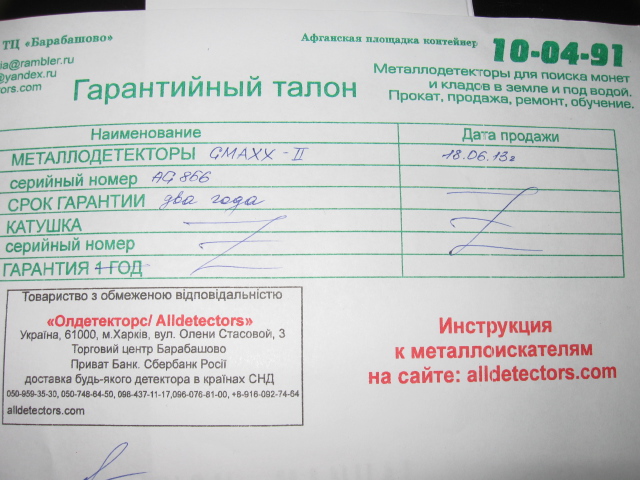 ТЦ «Барабашово»
Афганская площадка контейнер 10-04-91
ia@rambler.ru
@yandex.ru
ors.com
Гарантийный талон
Металлодетекторы для поиска монет
и кладов в земле и под водой.
Прокат, продажа, ремонт, обучение.
Наименование Дата продажи
МЕТАЛЛОДЕТЕКТОРЫ GMAXX - II 18.06.13г
серийный номер AG 866
СРОК ГАРАНТИИ два года
КАТУШКА
серийный номер
ГАРАНТИЯ 1 ГОД
Товариство з обмеженою відповідальністю
«Олдетекторс/ Alldetectors»
Україна, 61000, м.Харків, вул. Олени Стасовой, 3
Торговий центр Барабашово
Приват Банк. Сбербанк Росії
доставка будь-якого детектора в країнах СНД
050-959-35-30, 050-748-64-50, 096-437-11-17,096-076-81-00, +8-916-092-74-64
alldetectors.com
Инструкция
к металлоискателям
на сайте: alldetectors.com